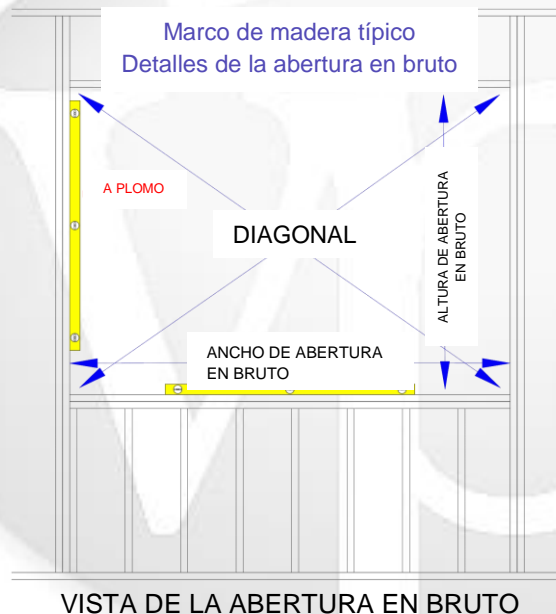 Marco de madera típico
Detalles de la abertura en bruto
A PLOMO
DIAGONAL
ALTURA DE ABERTURA
EN BRUTO
ANCHO DE ABERTURA
EN BRUTO
VISTA DE LA ABERTURA EN BRUTO